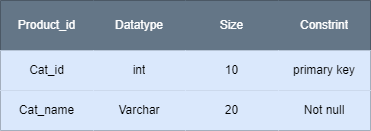 Product_id Datatype Size Constrint
Cat_id int 10 primary key
Cat_name Varchar 20 Not null